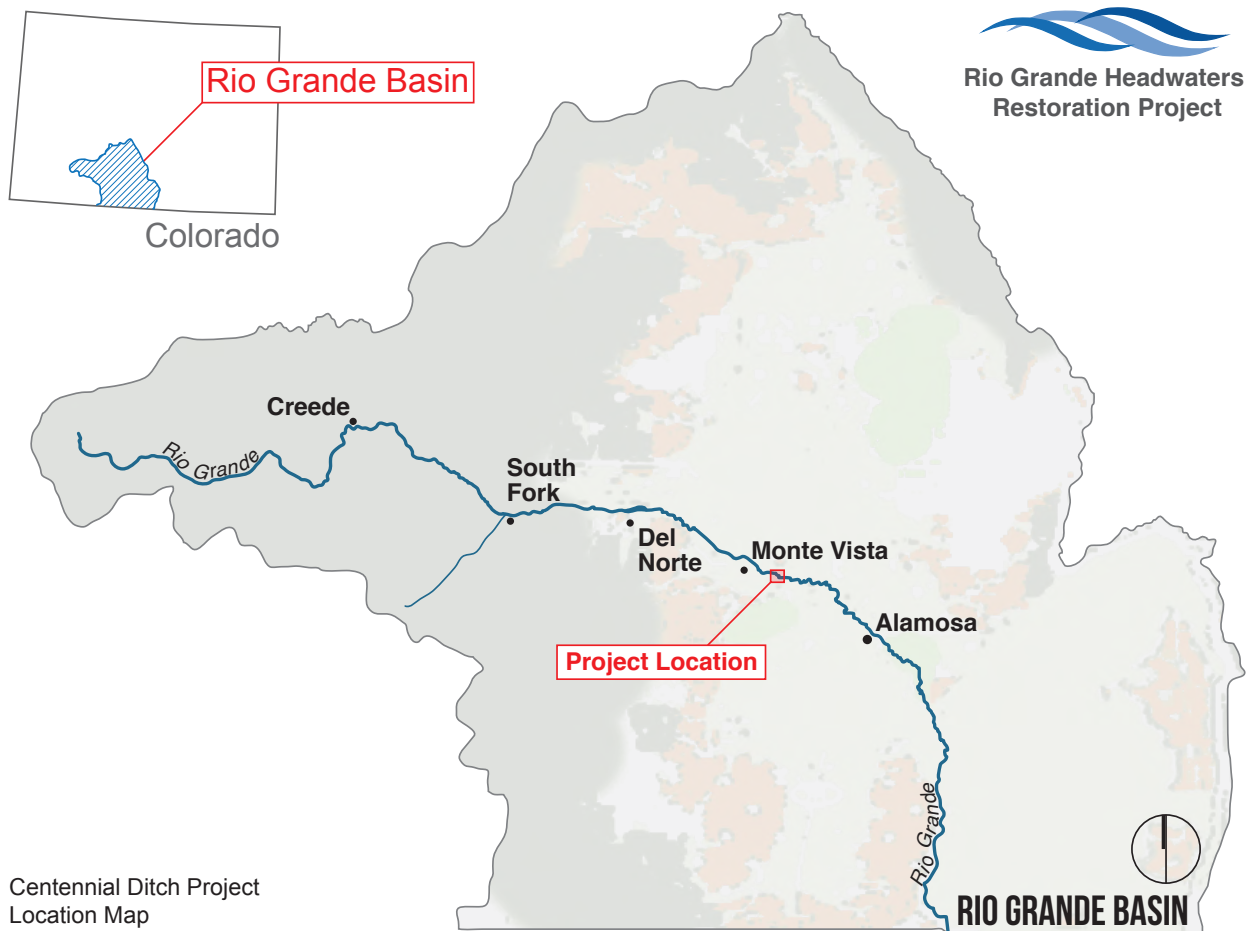 Rio Grande Basin
Colorado
Rio Grande Headwaters
Restoration Project
Creede
Rio Grande
South
Fork
Del
Norte
Monte Vista
Alamosa
Project Location
Rio Grande
Centennial Ditch Project
Location Map
RIO GRANDE BASIN